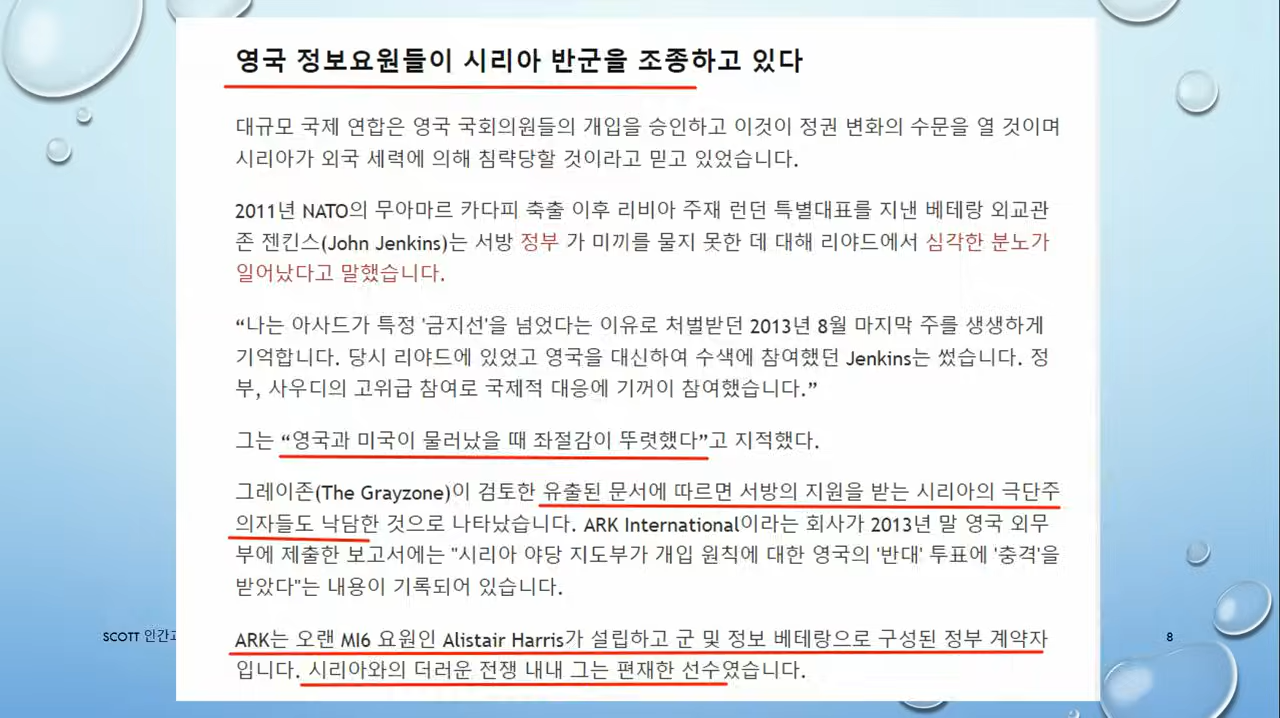 영국 정보요원들이 시리아 반군을 조종하고 있다
대규모 국제 연합은 영국 국회의원들의 개입을 승인하고 이것이 정권 변화의 수문을 열 것이며
시리아가 외국 세력에 의해 침략당할 것이라고 믿고 있었습니다.
2011년 NATO의 무아마르 카다피 축출 이후 리비아 주재 런던 특별대표를 지낸 베테랑 외교관
존 젠킨스(John Jenkins)는 서방 정부 가 미끼를 물지 못한 데 대해 리야드에서 심각한 분노가
일어났다고 말했습니다.
“나는 아사드가 특정 '금지선'을 넘었다는 이유로 처벌받던 2013년 8월 마지막 주를 생생하게
기억합니다. 당시 리야드에 있었고 영국을 대신하여 수색에 참여했던 Jenkins는 썼습니다. 정
부, 사우디의 고위급 참여로 국제적 대응에 기꺼이 참여했습니다.”
그는 “영국과 미국이 물러났을 때 좌절감이 뚜렷했다”고 지적했다.
그레이존(The Grayzone)이 검토한 유출된 문서에 따르면 서방의 지원을 받는 시리아의 극단주
의자들도 낙담한 것으로 나타났습니다. ARK International이라는 회사가 2013년 말 영국 외무
부에 제출한 보고서에는 "시리아 야당 지도부가 개입 원칙에 대한 영국의 '반대' 투표에 '충격'을
받았다"는 내용이 기록되어 있습니다.
SCOTT 인간고
ARK는 오랜 MI6 요원인 Alistair Harris가 설립하고 군 및 정보 베테랑으로 구성된 정부 계약자
8
입니다. 시리아와의 더러운 전쟁 내내 그는 편재한 선수였습니다.